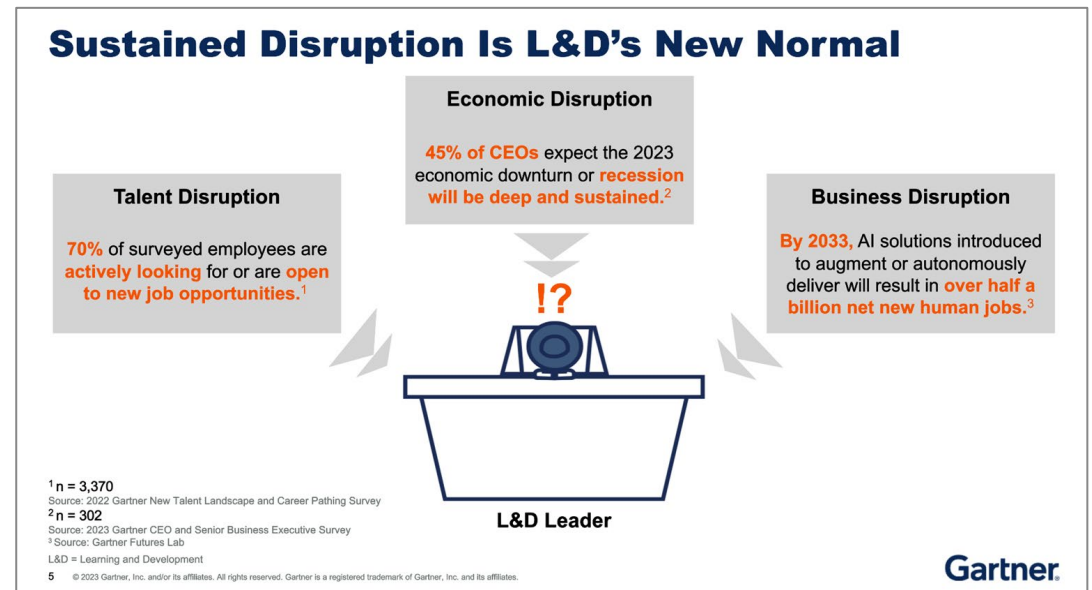 Sustained Disruption Is L&D's New Normal
Economic Disruption
45% of CEOs expect the 2023
economic downturn or recession
will be deep and sustained.2
Talent Disruption
70% of surveyed employees are
actively looking for or are open
to new job opportunities.1
Business Disruption
By 2033, AI solutions introduced
to augment or autonomously
deliver will result in over half a
billion net new human jobs.3
!?
L&D Leader
1 n = 3,370
Source: 2022 Gartner New Talent Landscape and Career Pathing Survey
2 n = 302
Source: 2023 Gartner CEO and Senior Business Executive Survey
3 Source: Gartner Futures Lab
L&D = Learning and Development
5 © 2023 Gartner, Inc. and/or its affiliates. All rights reserved. Gartner is a registered trademark of Gartner, Inc. and its affiliates.
Gartner